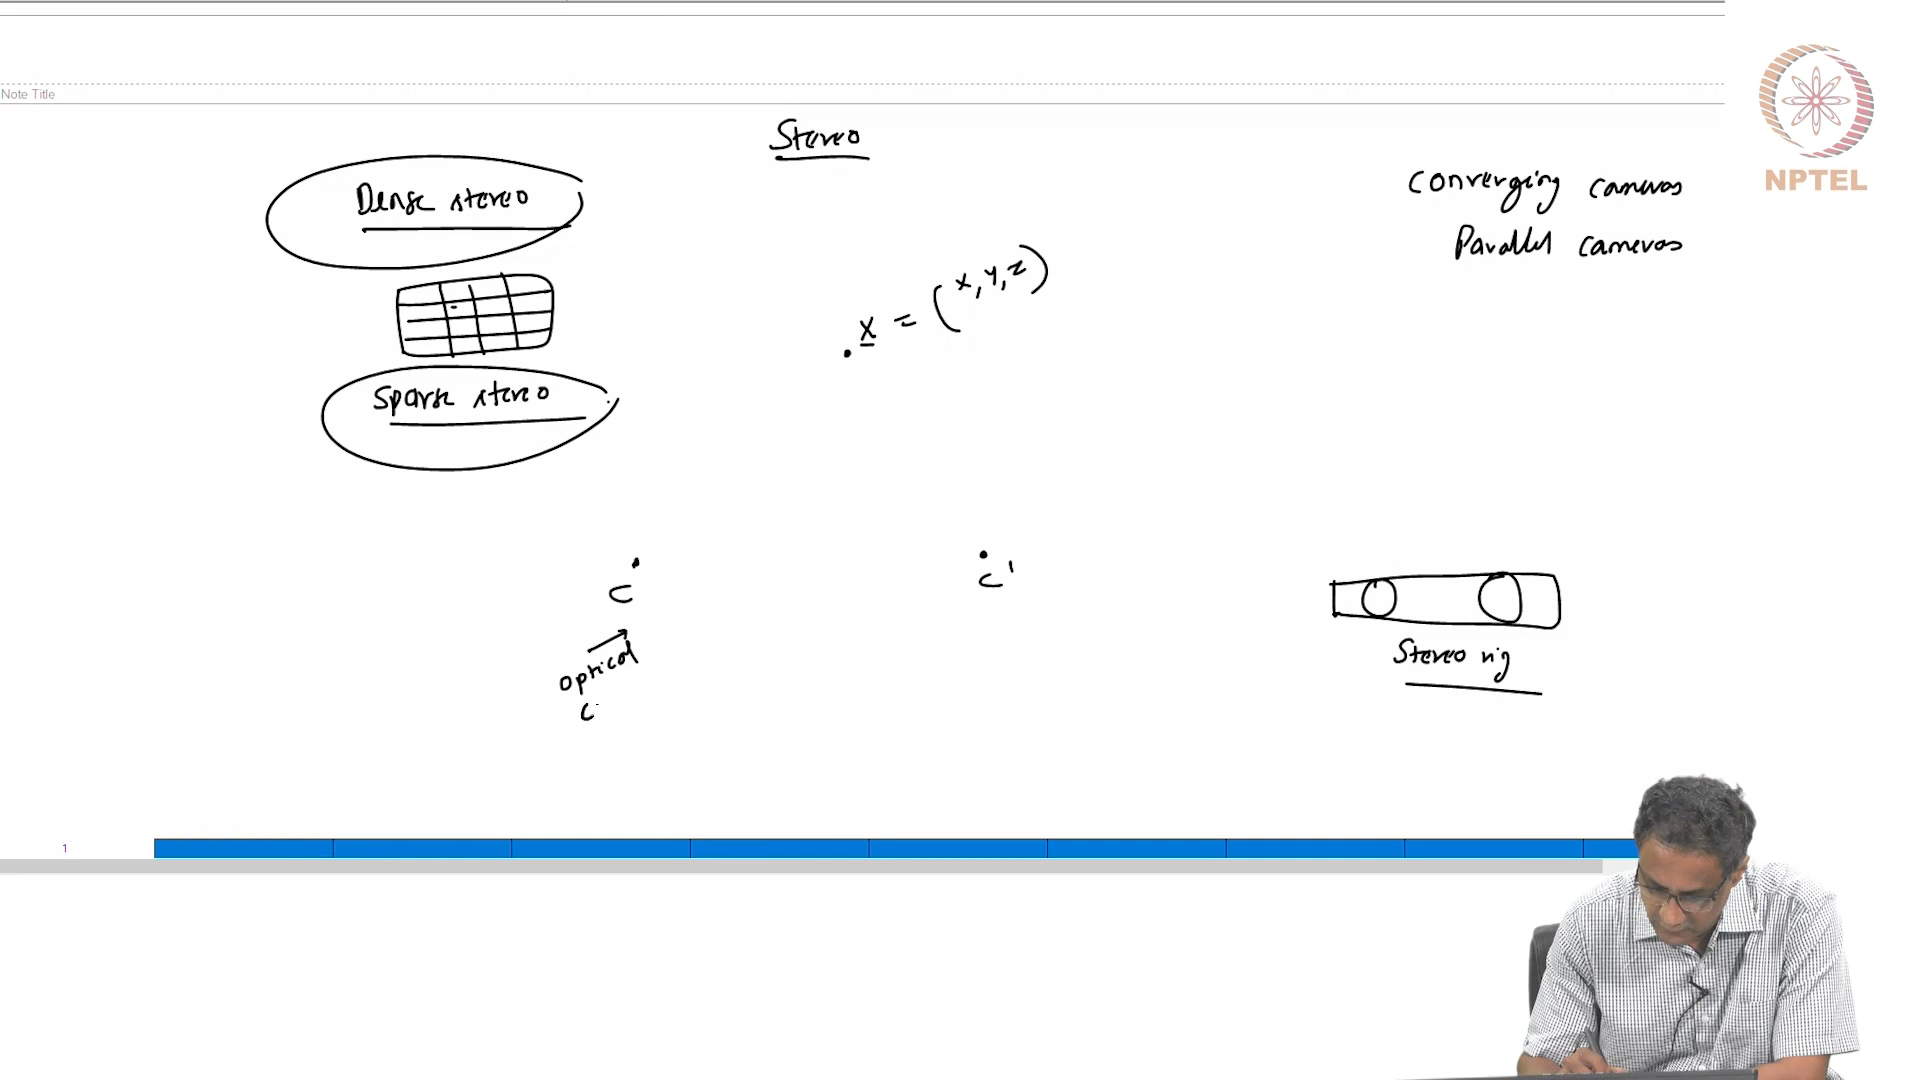 Note Title
Stereo
Dense stereo
Converging cameras
Parallel cameras
X = (X, Y, Z)
Sparse stereo
C
C'
Optical
C
Stereo rig
1
NPTEL